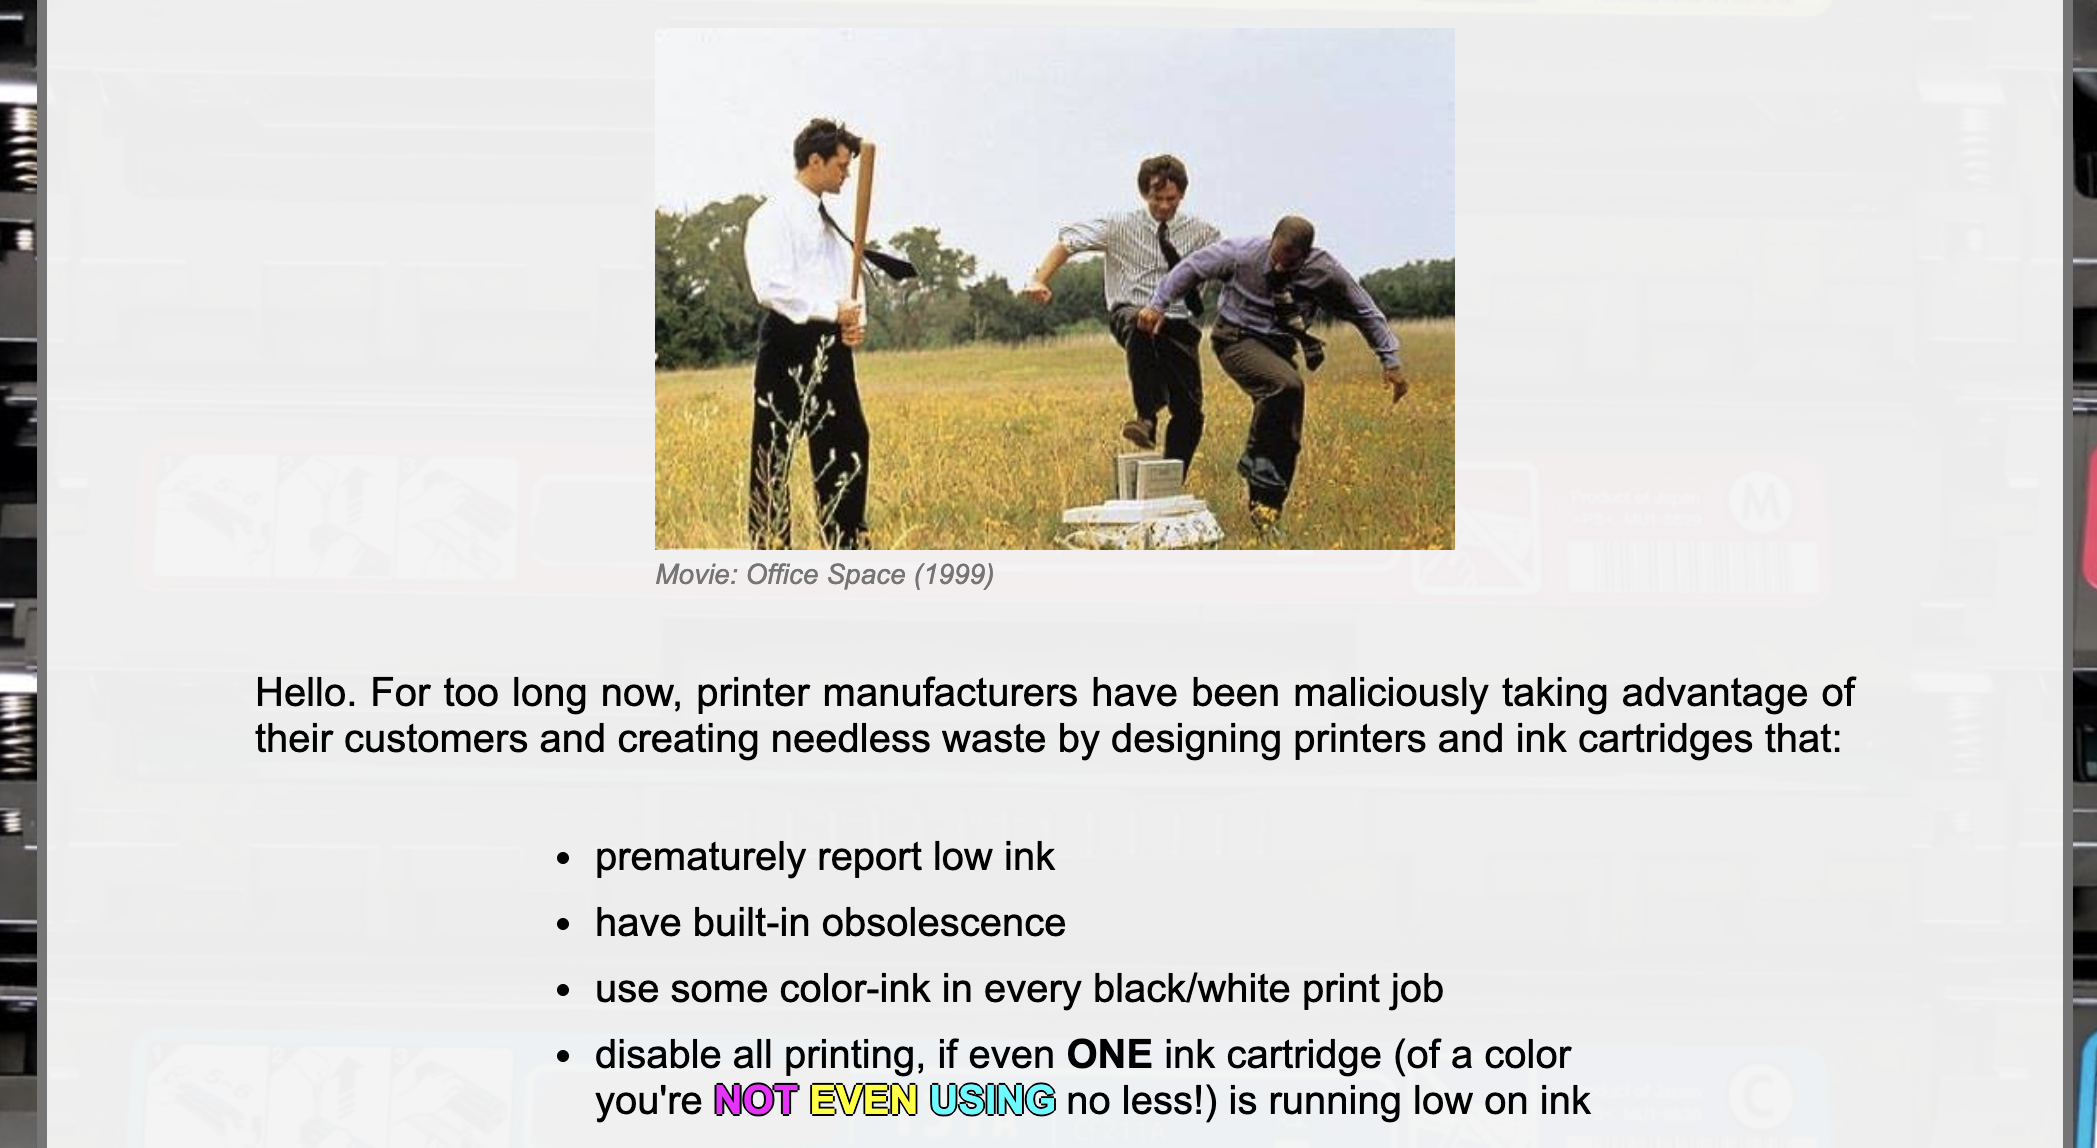 Movie: Office Space (1999)
Hello. For too long now, printer manufacturers have been maliciously taking advantage of
their customers and creating needless waste by designing printers and ink cartridges that:
• prematurely report low ink
• have built-in obsolescence
• use some color-ink in every black/white print job
• disable all printing, if even ONE ink cartridge (of a color
you're NOT EVEN USING no less!) is running low on ink
M
C